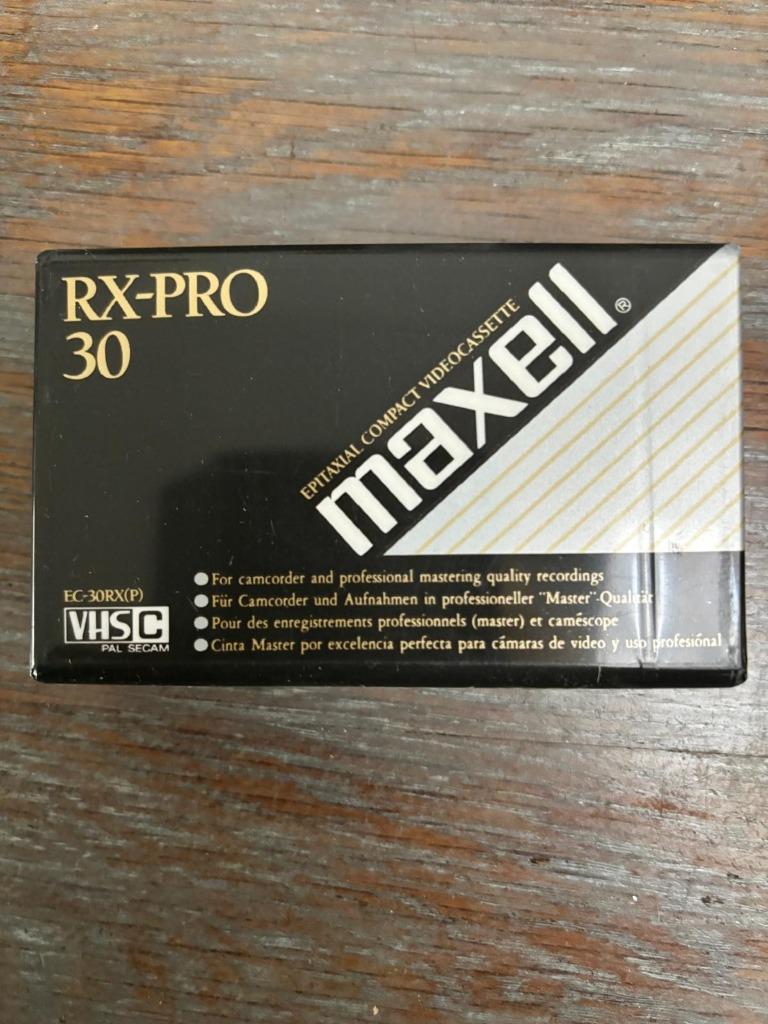 RX-PRO
30
EPITAXIAL COMPACT VIDEOCASSETTE
maxell®
EC-30RX(P)
VHSC
PAL SECAM
For camcorder and professional mastering quality recordings
Für Camcorder und Aufnahmen in professioneller "Master"-Qualität
Pour des enregistrements professionnels (master) et caméscope
Cinta Master por excelencia perfecta para cámaras de video y uso profesiónal